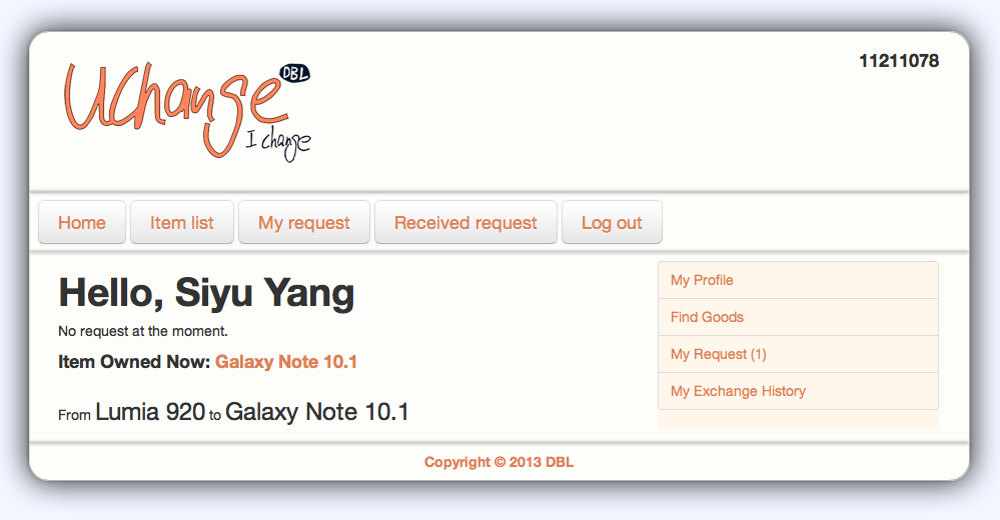 Uchange DBL
I change
11211078
Home Item list My request Received request Log out
Hello, Siyu Yang
No request at the moment.
Item Owned Now: Galaxy Note 10.1
From Lumia 920 to Galaxy Note 10.1
My Profile
Find Goods
My Request (1)
My Exchange History
Copyright © 2013 DBL